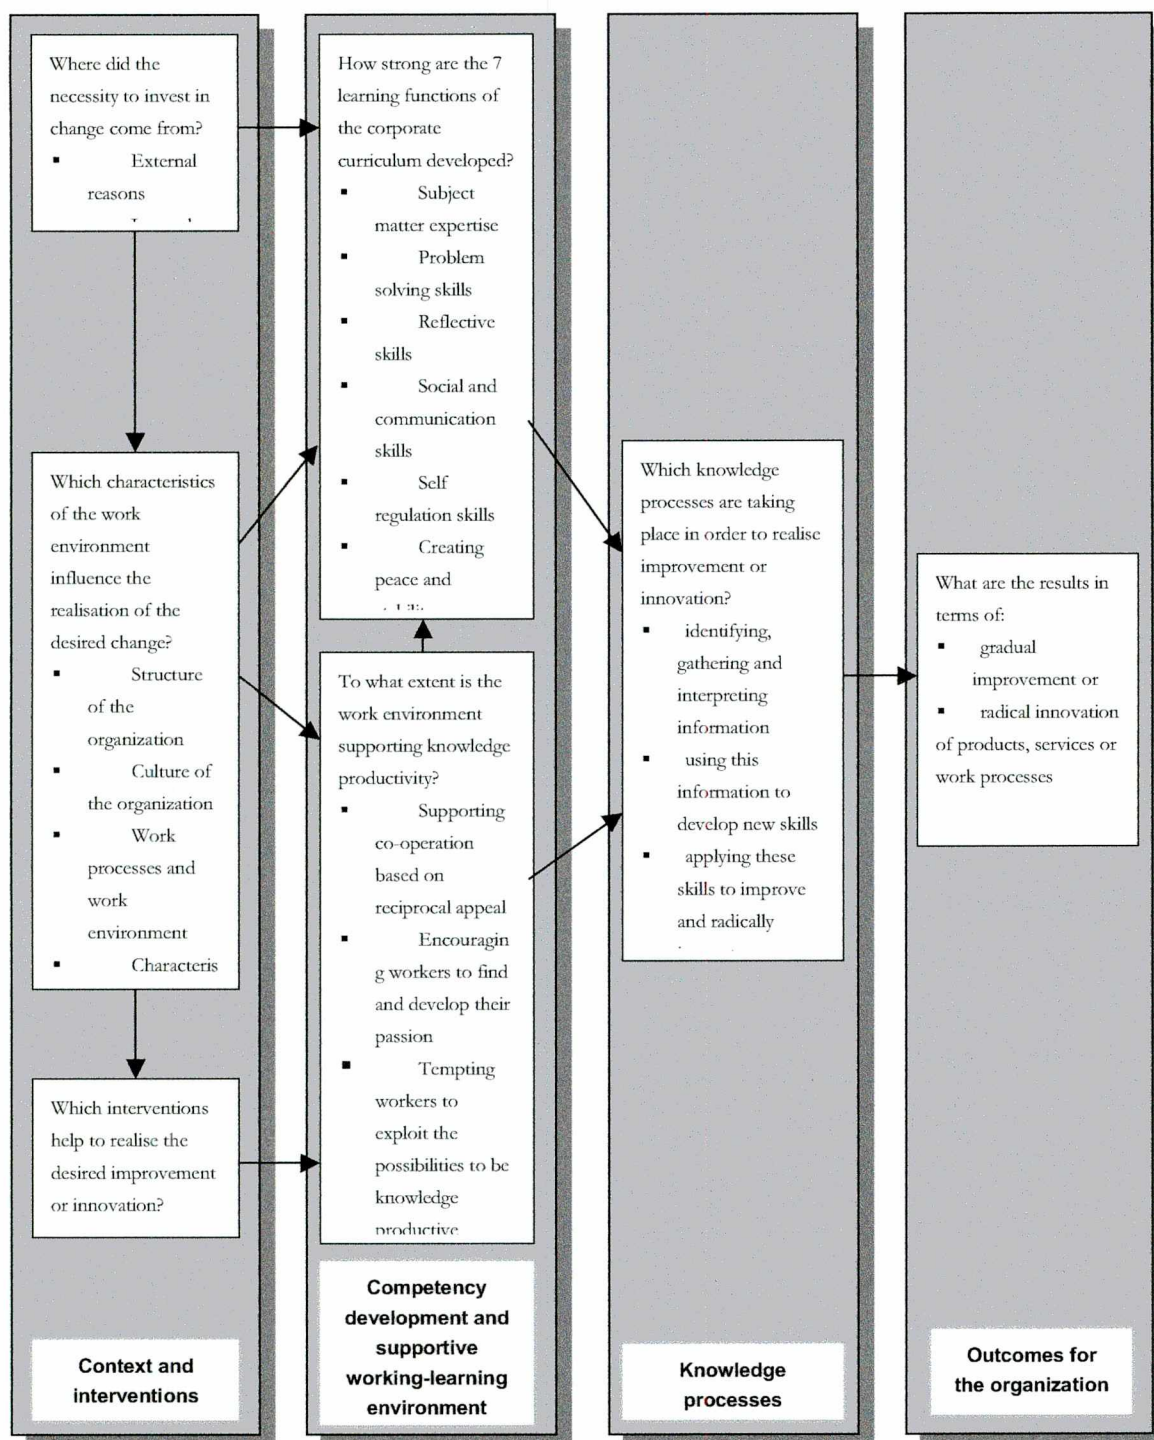 Where did the
necessity to invest in
change come from?
▪ External
reasons
Which characteristics
of the work
environment
influence the
realisation of the
desired change?
▪ Structure
of the
organization
▪ Culture of
the organization
▪ Work
processes and
work
environment
▪ Characteris
Which interventions
help to realise the
desired improvement
or innovation?
Context and
interventions
How strong are the 7
learning functions of
the corporate
curriculum developed?
▪ Subject
matter expertise
▪ Problem
solving skills
▪ Reflective
skills
▪ Social and
communication
skills
▪ Self
regulation skills
▪ Creating
peace and
To what extent is the
work environment
supporting knowledge
productivity?
▪ Supporting
co-operation
based on
reciprocal appeal
▪ Encouragin
g workers to find
and develop their
passion
▪ Tempting
workers to
exploit the
possibilities to be
knowledge
productive
Competency
development and
supportive
working-learning
environment
Which knowledge
processes are taking
place in order to realise
improvement or
innovation?
▪ identifying,
gathering and
interpreting
information
▪ using this
information to
develop new skills
▪ applying these
skills to improve
and radically
Knowledge
processes
What are the results in
terms of:
▪ gradual
improvement or
▪ radical innovation
of products, services or
work processes
Outcomes for
the organization